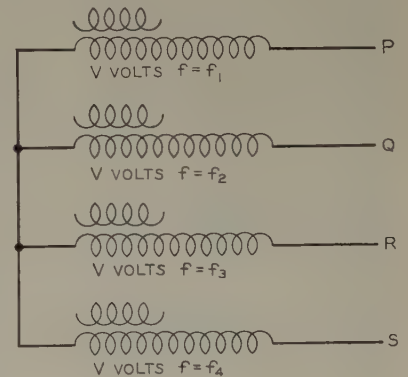 P
V VOLTS f = f₁
Q
V VOLTS f = f₂
R
V VOLTS f = f₃
S
V VOLTS f = f₄